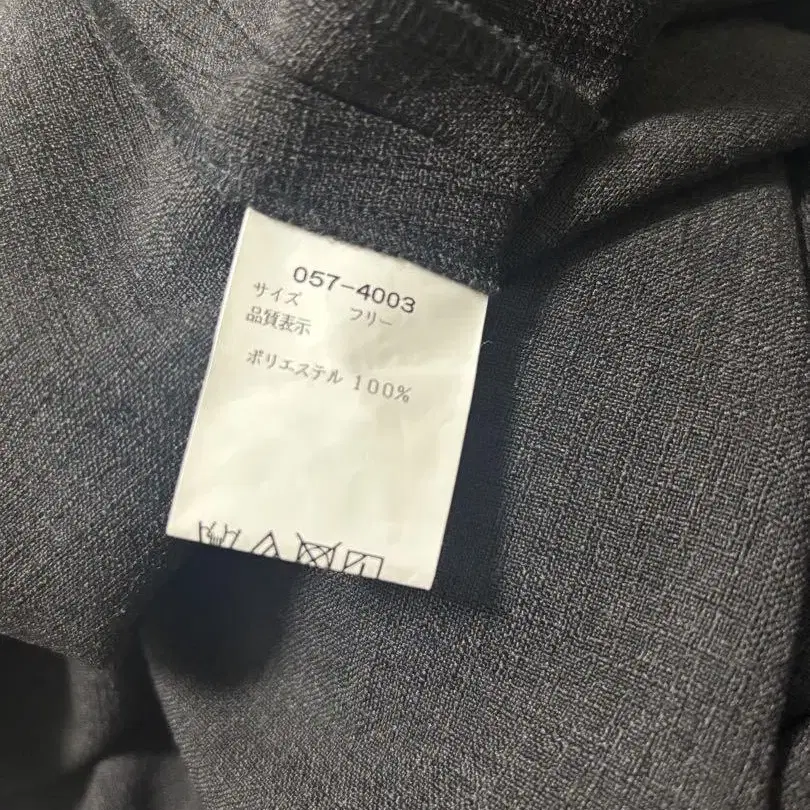 057-4003
サイズ フリー
品質表示
ポリエステル 100%